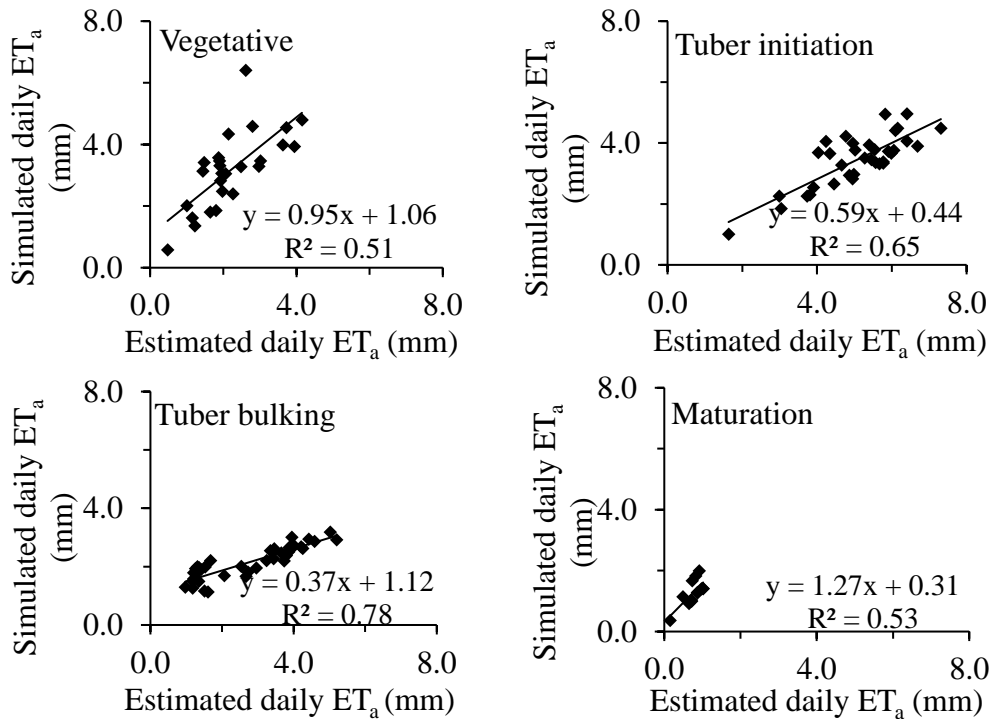 Vegetative
Simulated daily ETa
(mm)
8.0
4.0
0.0
y = 0.95x + 1.06
R² = 0.51
0.0 4.0 8.0
Estimated daily ETa (mm)
Tuber initiation
Simulated daily ETa
(mm)
8.0
4.0
0.0
y = 0.59x + 0.44
R² = 0.65
0.0 4.0 8.0
Estimated daily ETa (mm)
Tuber bulking
Simulated daily ETa
(mm)
8.0
4.0
0.0
y = 0.37x + 1.12
R² = 0.78
0.0 4.0 8.0
Estimated daily ETa (mm)
Maturation
Simulated daily ETa
(mm)
8.0
4.0
0.0
y = 1.27x + 0.31
R² = 0.53
0.0 4.0 8.0
Estimated daily ETa (mm)